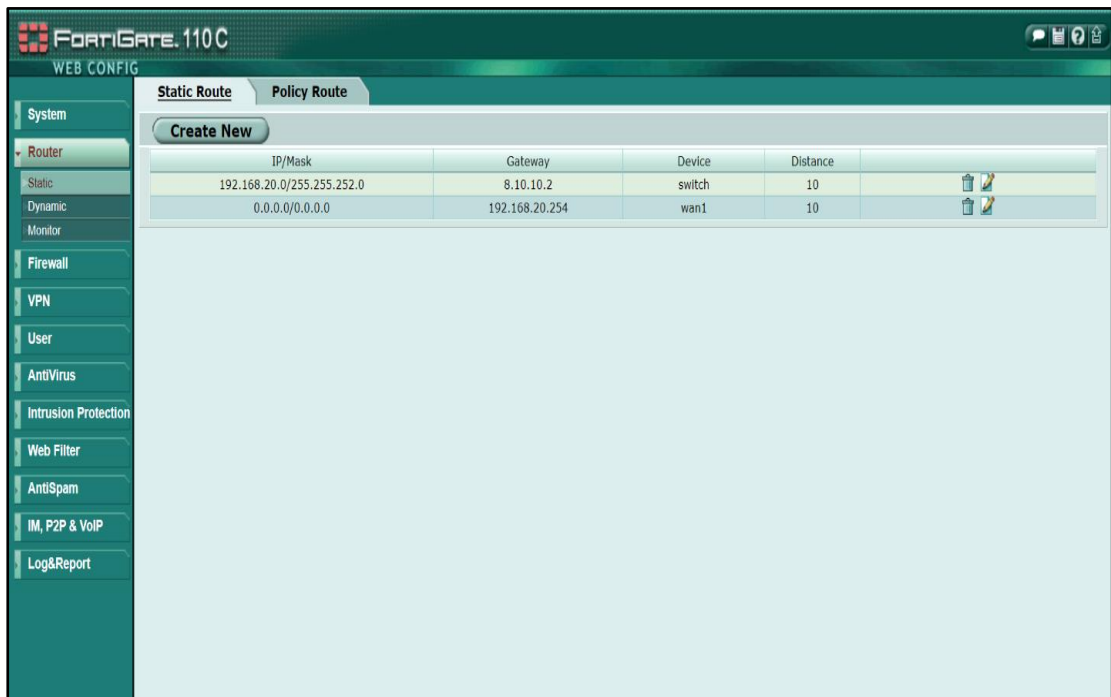 FORTIGATE. 110C
WEB CONFIG
Static Route Policy Route
System
Create New
Router
IP/Mask Gateway Device Distance
Static
192.168.20.0/255.255.252.0 8.10.10.2 switch 10
Dynamic
0.0.0.0/0.0.0.0 192.168.20.254 wan1 10
Monitor
Firewall
VPN
User
AntiVirus
Intrusion Protection
Web Filter
AntiSpam
IM, P2P & VoIP
Log&Report